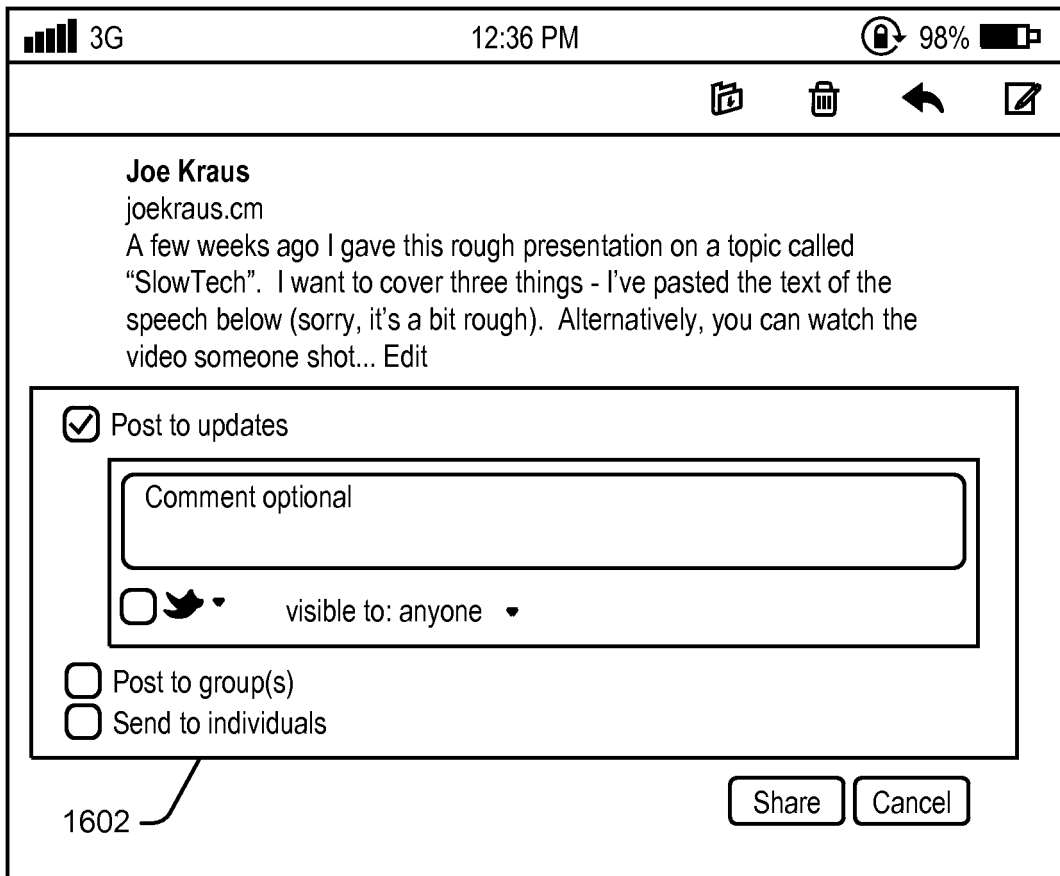 3G 12:36 PM 98%
Joe Kraus
joekraus.cm
A few weeks ago I gave this rough presentation on a topic called
“SlowTech”. I want to cover three things - I’ve pasted the text of the
speech below (sorry, it’s a bit rough). Alternatively, you can watch the
video someone shot... Edit
Post to updates
Comment optional
visible to: anyone
Post to group(s)
Send to individuals
Share Cancel
1602